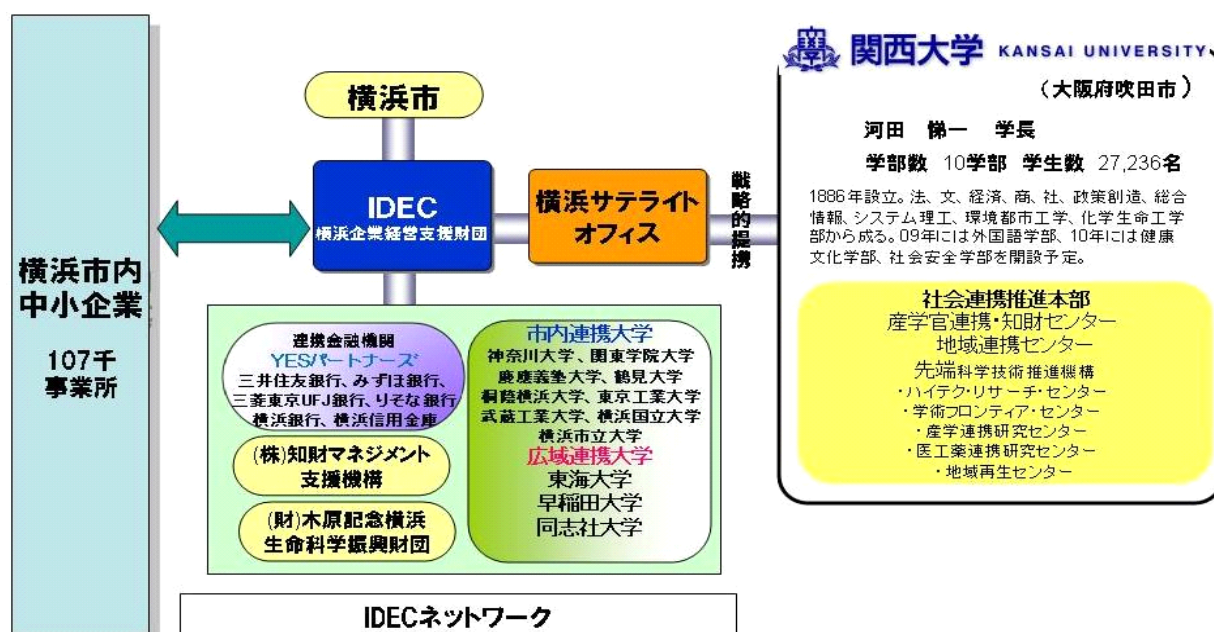 横浜市内
中小企業
107千
事業所
横浜市
IDEC
横浜企業経営支援財団
横浜サテライト
オフィス
戦略的提携
連携金融機関
YESパートナーズ
三井住友銀行、みずほ銀行、
三菱東京UFJ銀行、りそな銀行
横浜銀行、横浜信用金庫
(株)知財マネジメント
支援機構
(財)木原記念横浜
生命科学振興財団
市内連携大学
神奈川大学、関東学院大学
慶應義塾大学、鶴見大学
桐蔭横浜大学、東京工業大学
武蔵工業大学、横浜国立大学
横浜市立大学
広域連携大学
東海大学
早稲田大学
同志社大学
IDECネットワーク
関西大学 KANSAI UNIVERSITY
(大阪府吹田市)
河田 悌一 学長
学部数 10学部 学生数 27,236名
1886年設立。法、文、経済、商、社、政策創造、総合
情報、システム理工、環境都市工学、化学生命工学
部から成る。09年には外国語学部、10年には健康
文化学部、社会安全学部を開設予定。
社会連携推進本部
産学官連携・知財センター
地域連携センター
先端科学技術推進機構
・ハイテク・リサーチ・センター
・学術フロンティア・センター
・産学連携研究センター
・医工薬連携研究センター
・地域再生センター